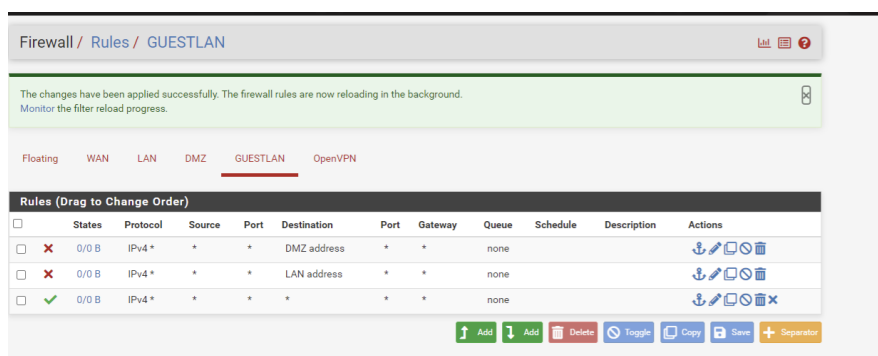 Firewall / Rules / GUESTLAN
The changes have been applied successfully. The firewall rules are now reloading in the background.
Monitor the filter reload progress.
Floating WAN LAN DMZ GUESTLAN OpenVPN
Rules (Drag to Change Order)
States Protocol Source Port Destination Port Gateway Queue Schedule Description Actions
0/0 B IPv4 * * * DMZ address * * none
0/0 B IPv4 * * * LAN address * * none
0/0 B IPv4 * * * * * * none
Add Add Delete Toggle Copy Save Separator